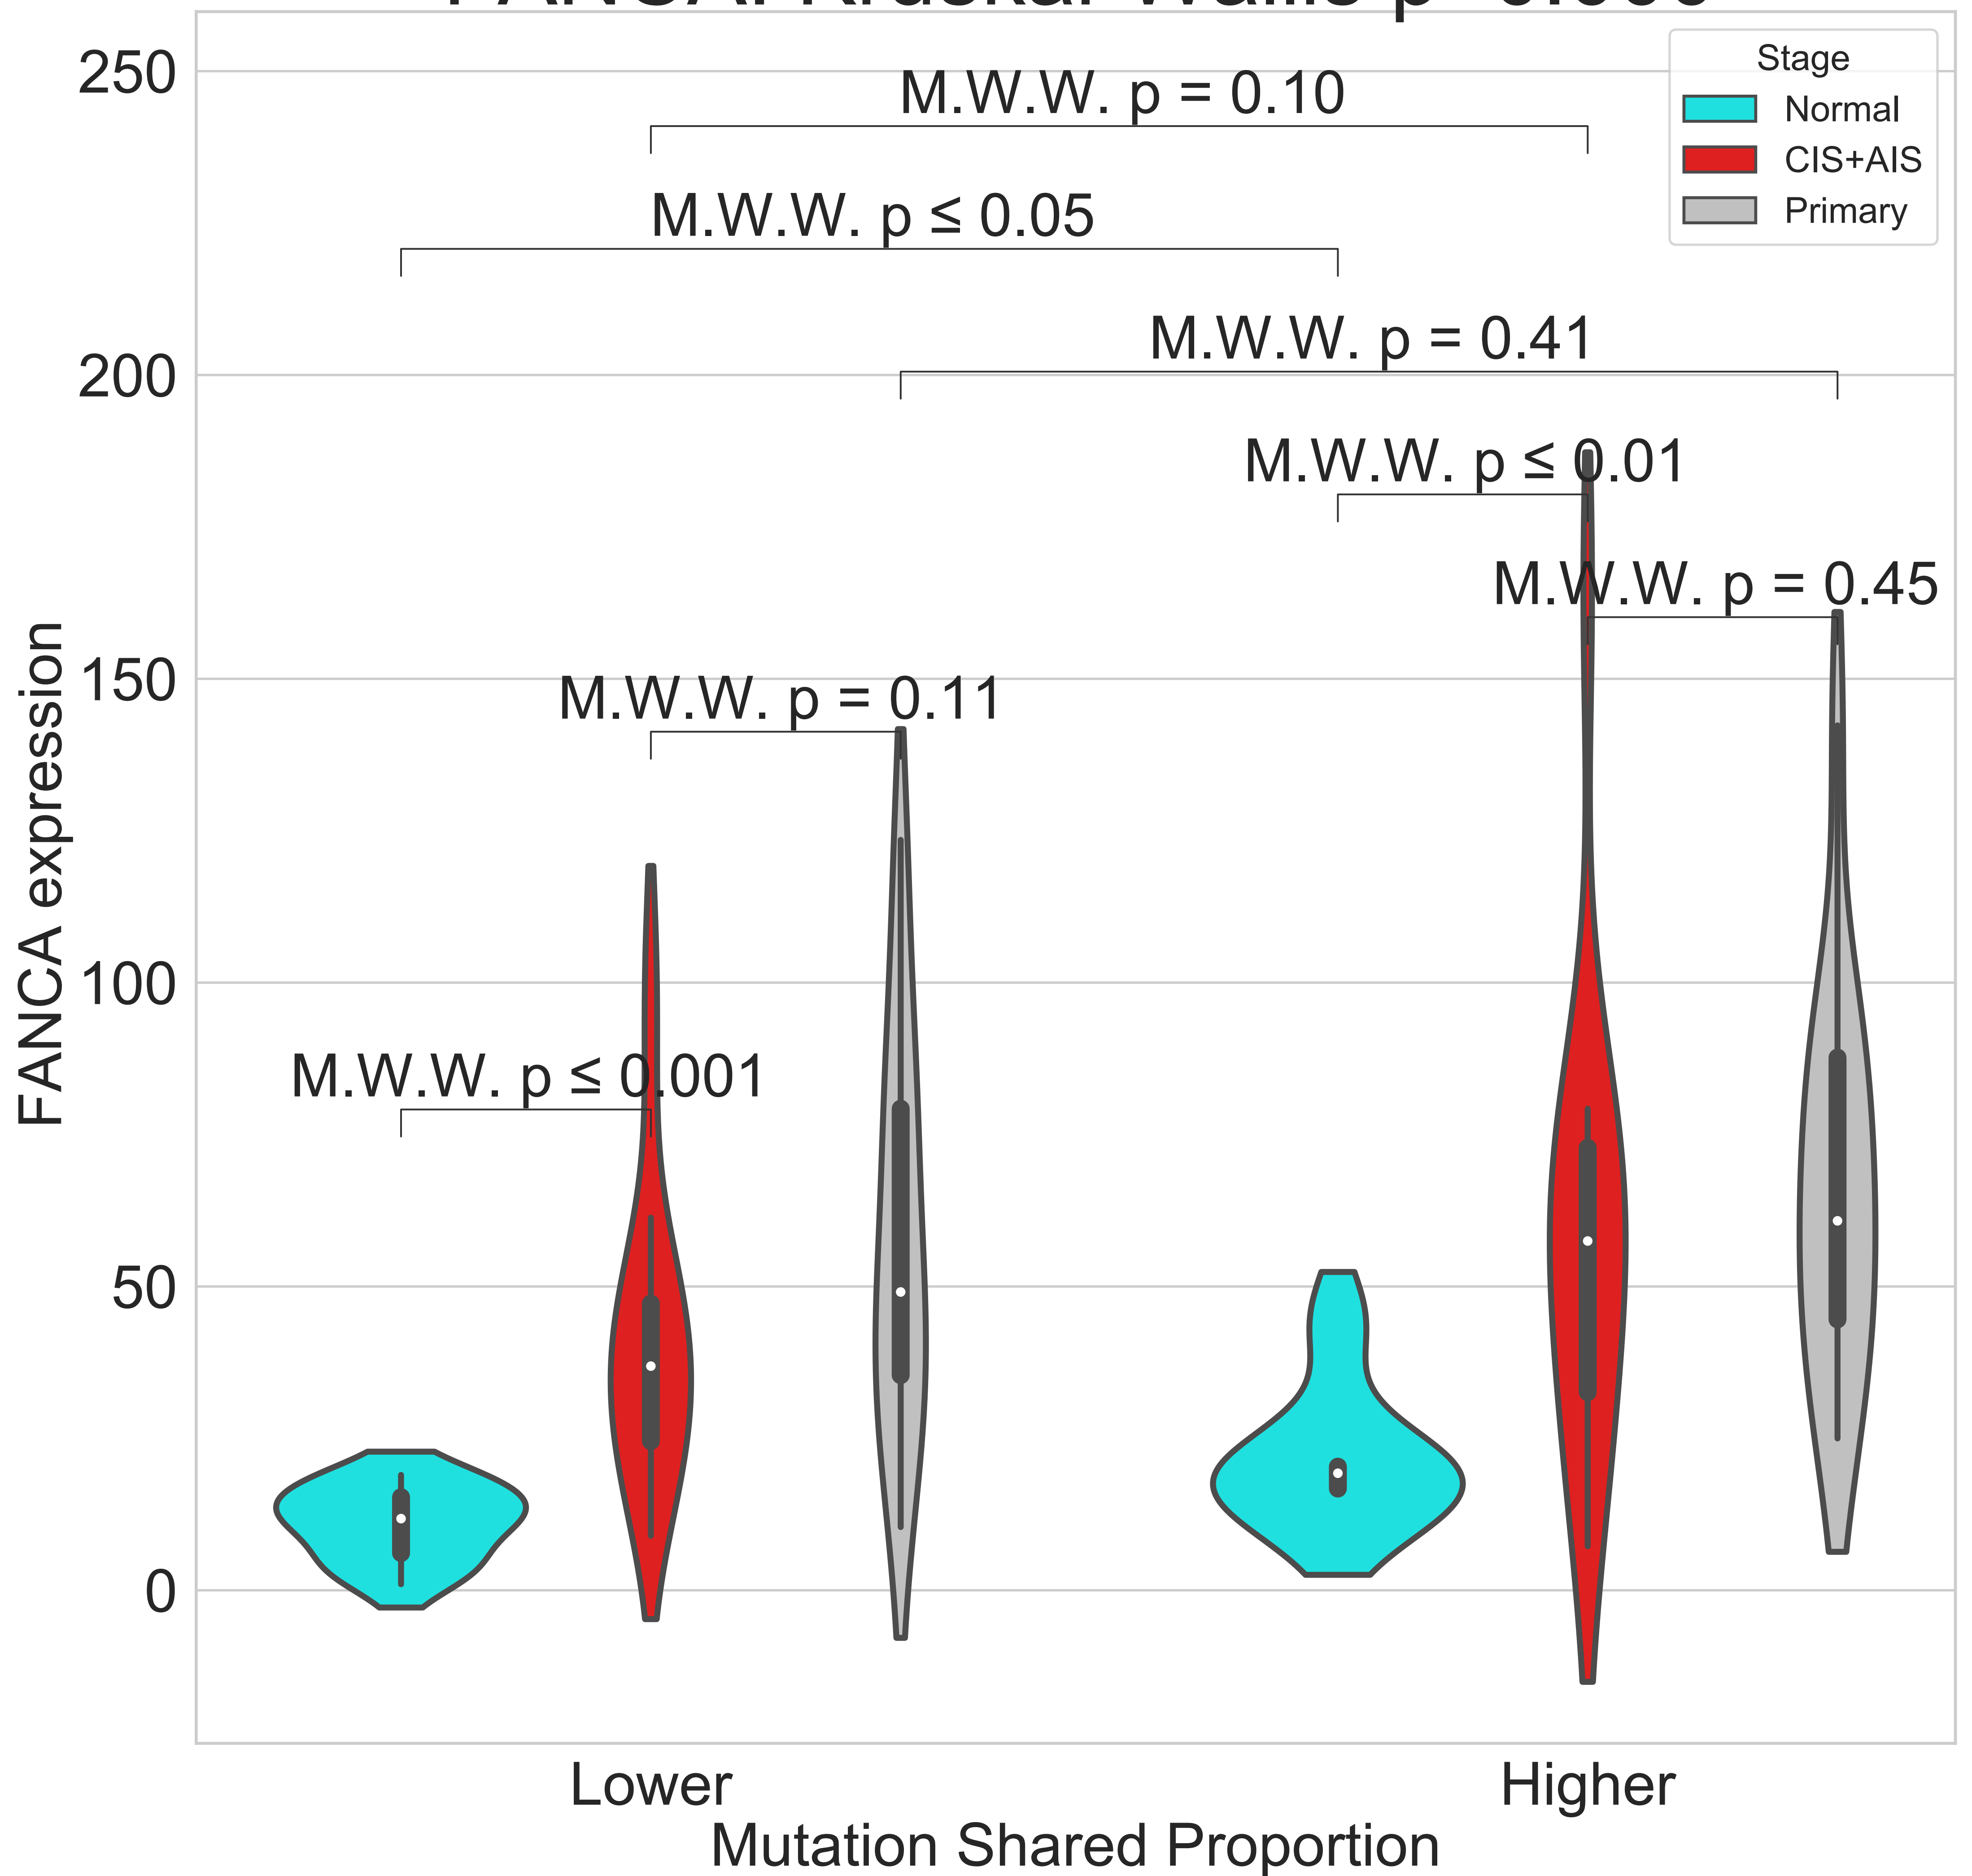 250
200
150
100
50
0
FANCA expression
Stage
Normal
CIS+AIS
Primary
M.W.W. p = 0.10
M.W.W. p ≤ 0.05
M.W.W. p = 0.41
M.W.W. p ≤ 0.01
M.W.W. p = 0.45
M.W.W. p = 0.11
M.W.W. p ≤ 0.001
Lower
Higher
Mutation Shared Proportion